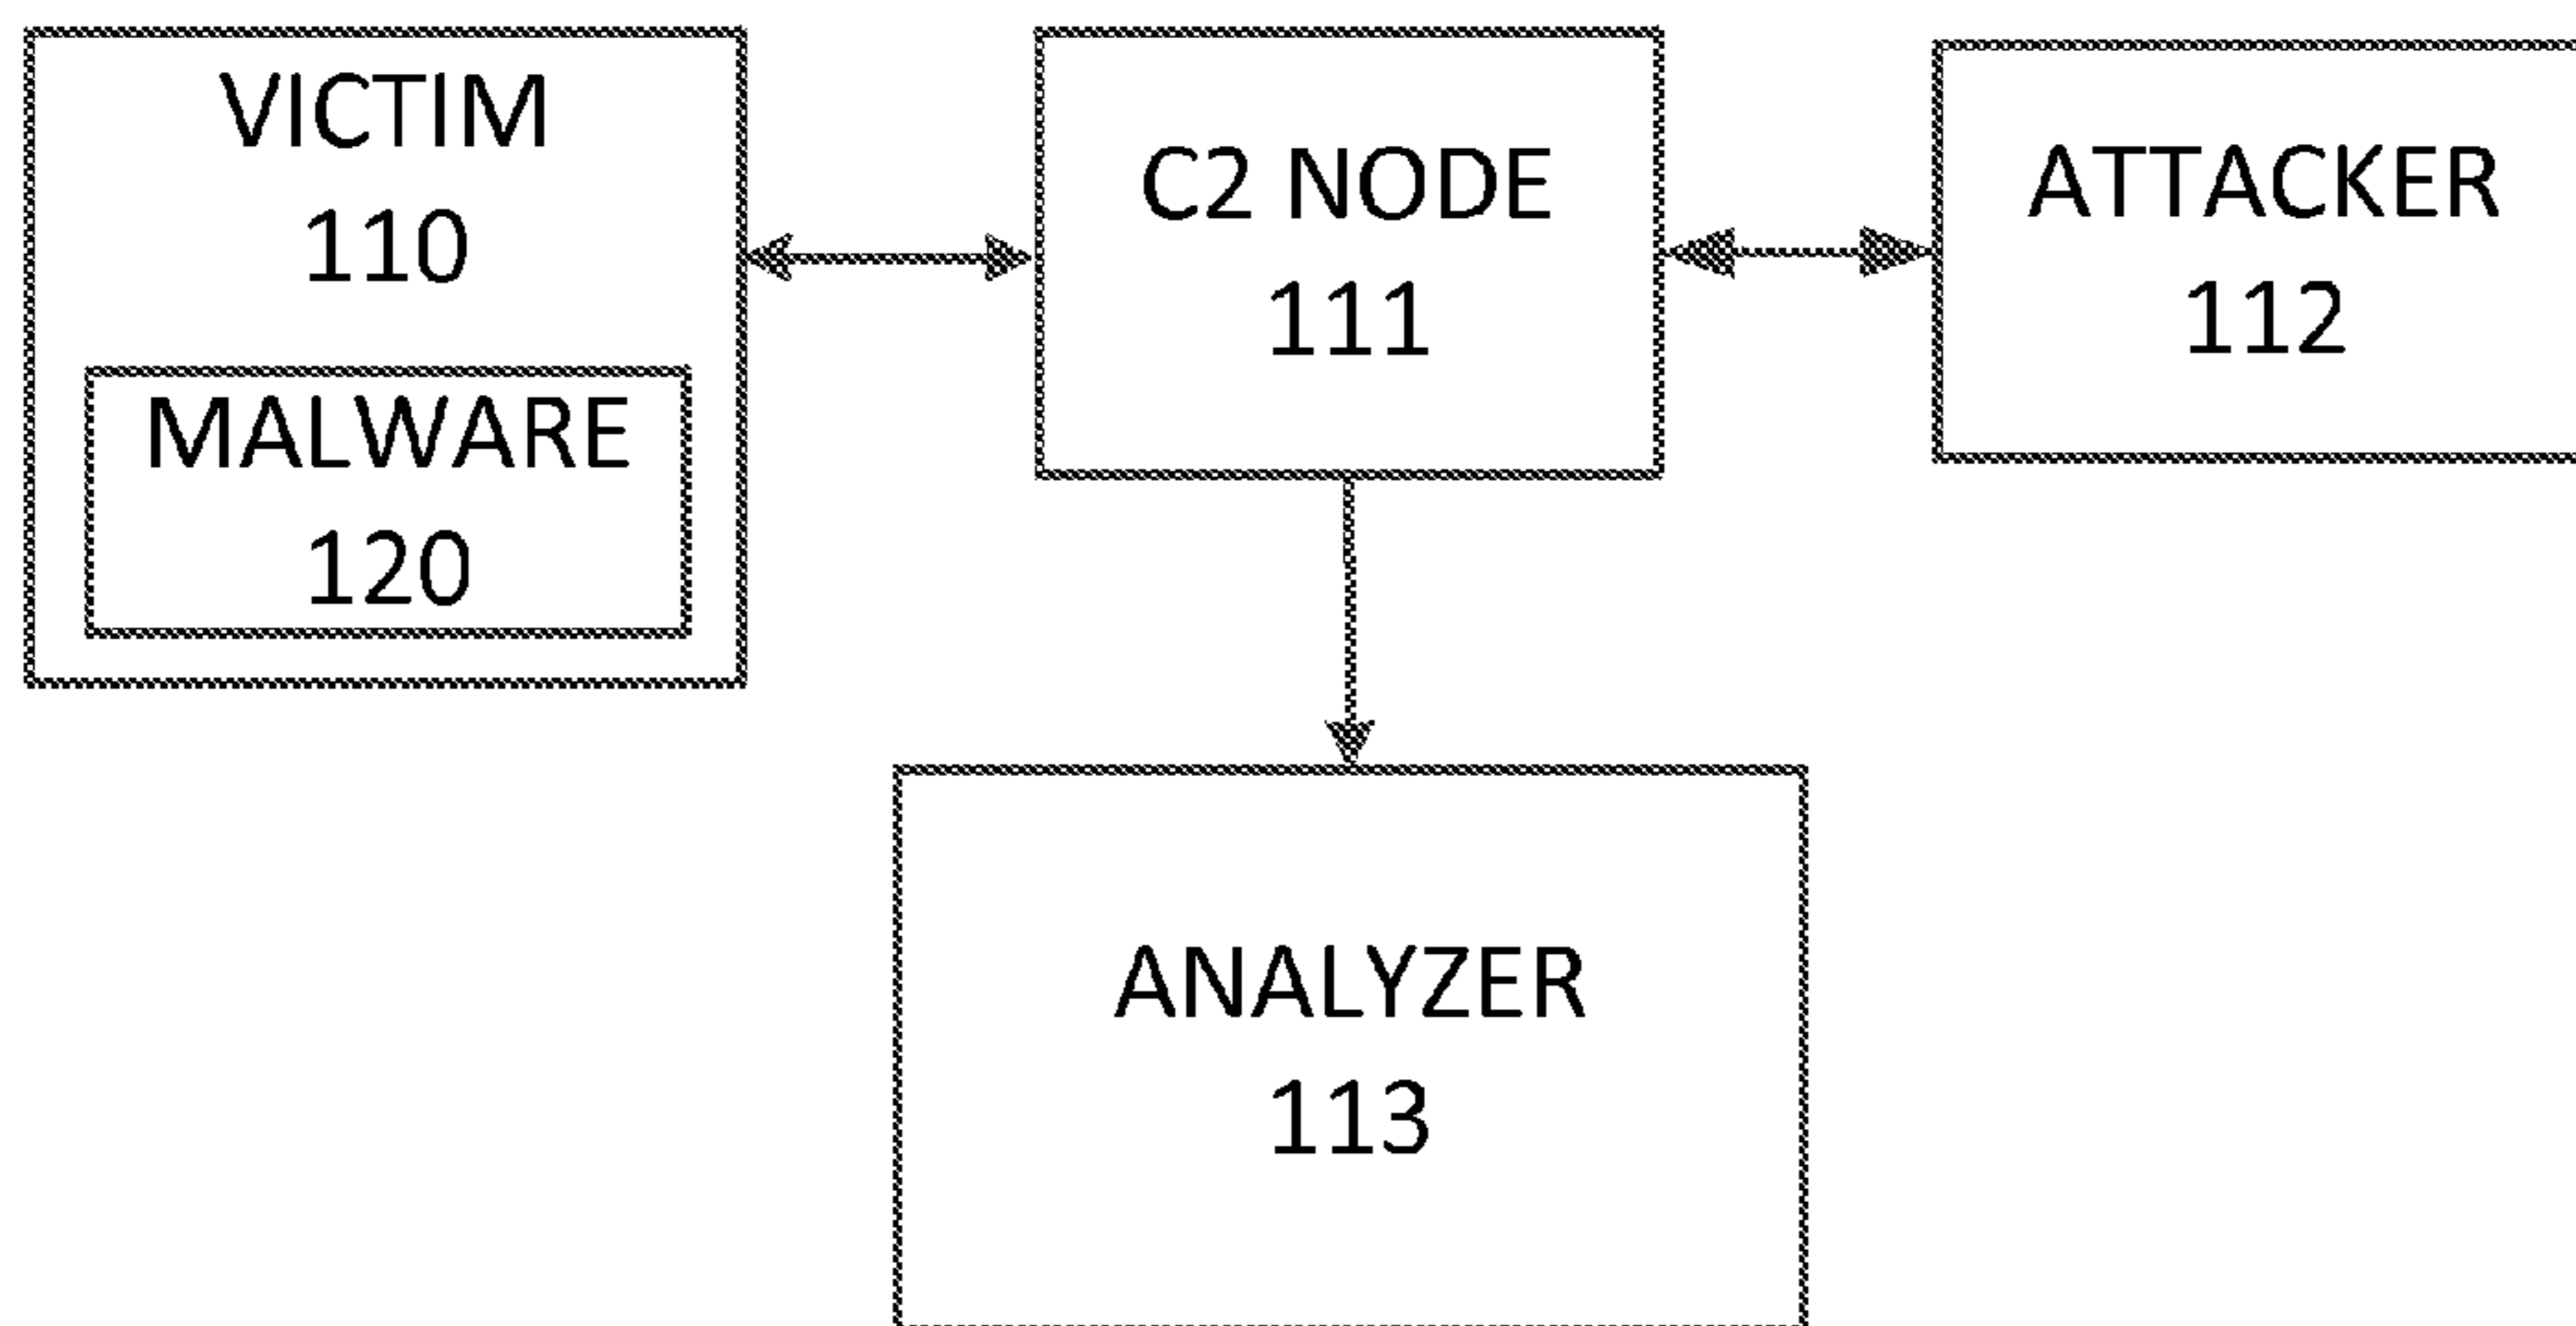 VICTIM
110
MALWARE
120
C2 NODE
111
ATTACKER
112
ANALYZER
113